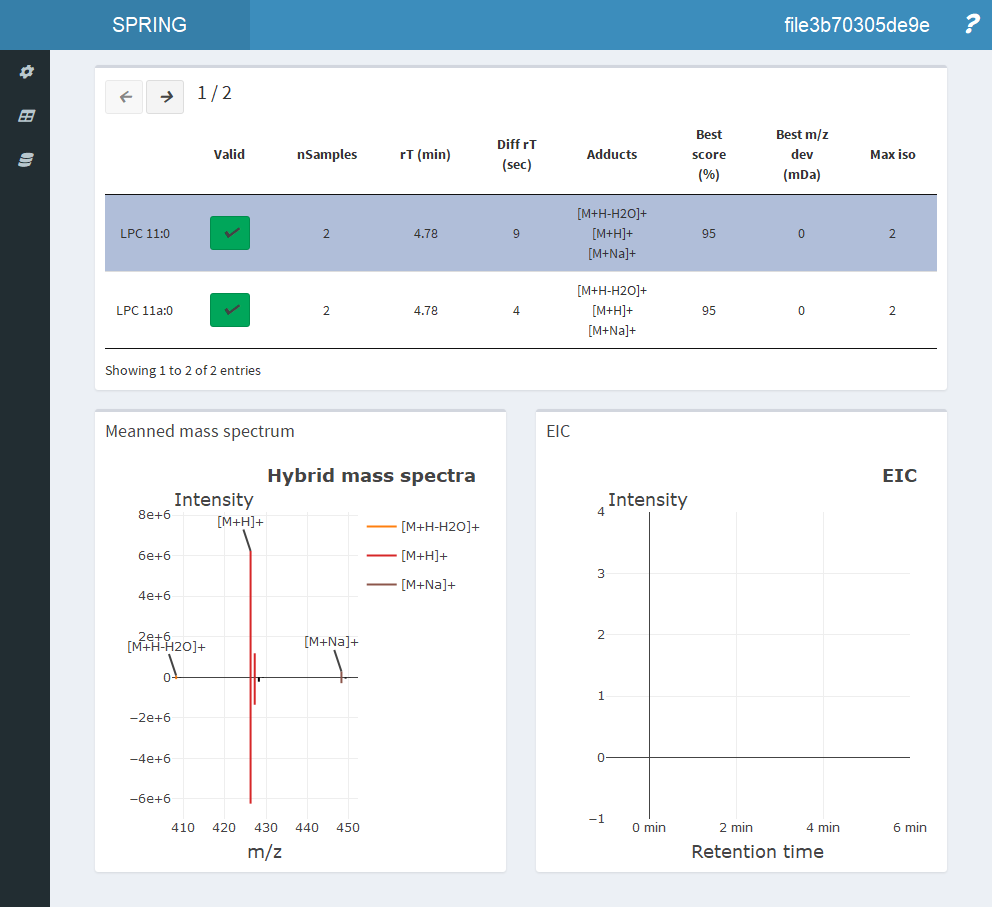 SPRING
file3b70305de9e
?
1 / 2
Valid nSamples rT (min) Diff rT (sec) Adducts Best score (%) Best m/z dev (mDa) Max iso
LPC 11:0 2 4.78 9 [M+H-H2O]+ [M+H]+ [M+Na]+ 95 0 2
LPC 11a:0 2 4.78 4 [M+H-H2O]+ [M+H]+ [M+Na]+ 95 0 2
Showing 1 to 2 of 2 entries
Meanned mass spectrum
Hybrid mass spectra
Intensity
8e+6
6e+6
4e+6
2e+6
0
−2e+6
−4e+6
−6e+6
[M+H]+
[M+H-H2O]+
[M+Na]+
[M+H-H2O]+
[M+H]+
[M+Na]+
410 420 430 440 450
m/z
EIC
EIC
Intensity
4
3
2
1
0
−1
0 min 2 min 4 min 6 min
Retention time